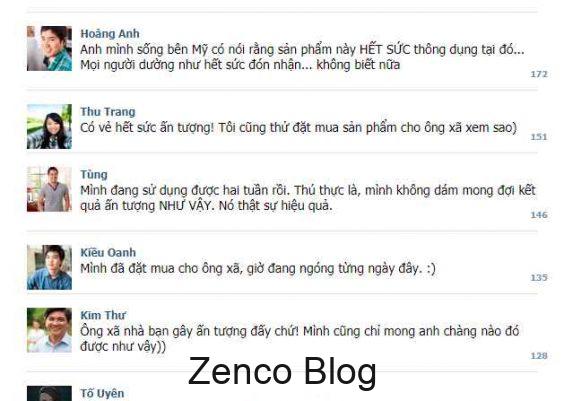 Hoàng Anh
Anh mình sống bên Mỹ có nói rằng sản phẩm này HẾT SỨC thông dụng tại đó...
Mọi người dường như hết sức đón nhận... không biết nữa
172
Thu Trang
Có vẻ hết sức ấn tượng! Tôi cũng thử đặt mua sản phẩm cho ông xã xem sao)
151
Tùng
Mình đang sử dụng được hai tuần rồi. Thú thực là, mình không dám mong đợi kết
quả ấn tượng NHƯ VẬY. Nó thật sự hiệu quả.
146
Kiều Oanh
Mình đã đặt mua cho ông xã, giờ đang ngóng từng ngày đây. :)
135
Kim Thư
Ông xã nhà bạn gây ấn tượng đấy chứ! Mình cũng chỉ mong anh chàng nào đó
được như vậy))
128
Zenco Blog
Tố Uyên